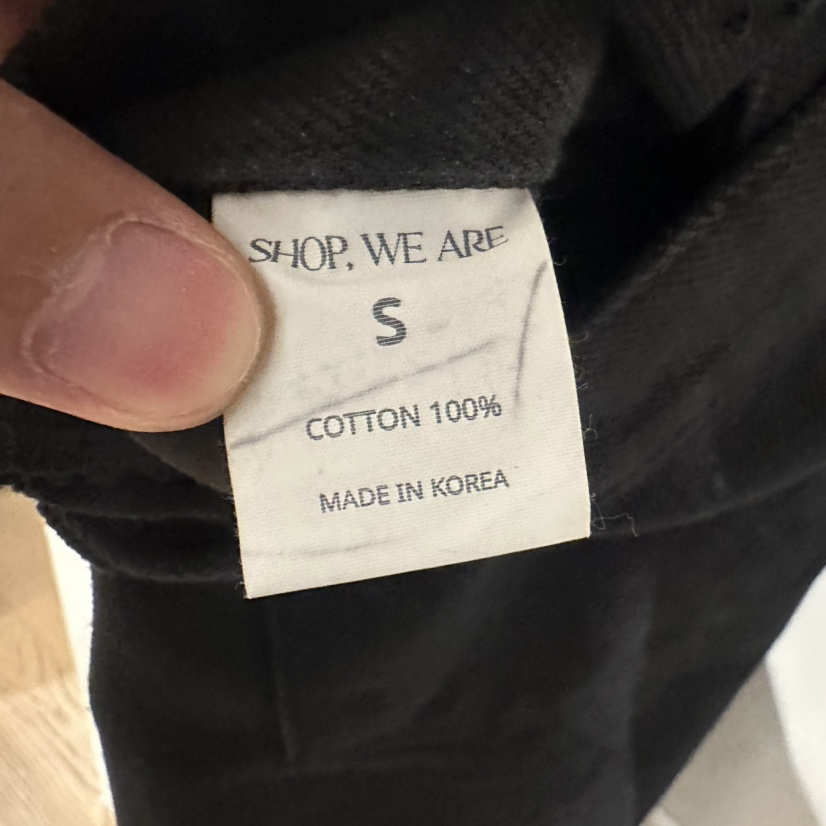 SHOP, WE ARE
S
COTTON 100%
MADE IN KOREA